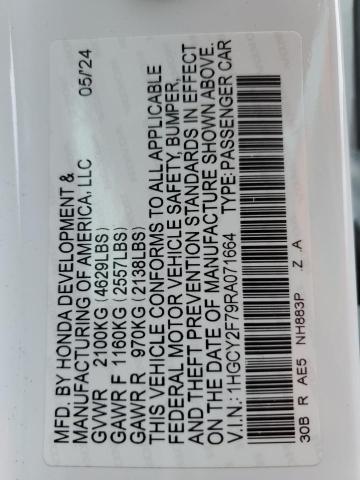 MFD. BY HONDA DEVELOPMENT & 05/24
MANUFACTURING OF AMERICA, LLC
GVWR 2100KG (4629LBS)
GAWR F 1160KG (2557LBS)
GAWR R 970KG (2138LBS)
THIS VEHICLE CONFORMS TO ALL APPLICABLE
FEDERAL MOTOR VEHICLE SAFETY, BUMPER,
AND THEFT PREVENTION STANDARDS IN EFFECT
ON THE DATE OF MANUFACTURE SHOWN ABOVE.
V.I.N.: 1HGCY2F79RA071664 TYPE: PASSENGER CAR
30B R AE5 NH883P Z .A